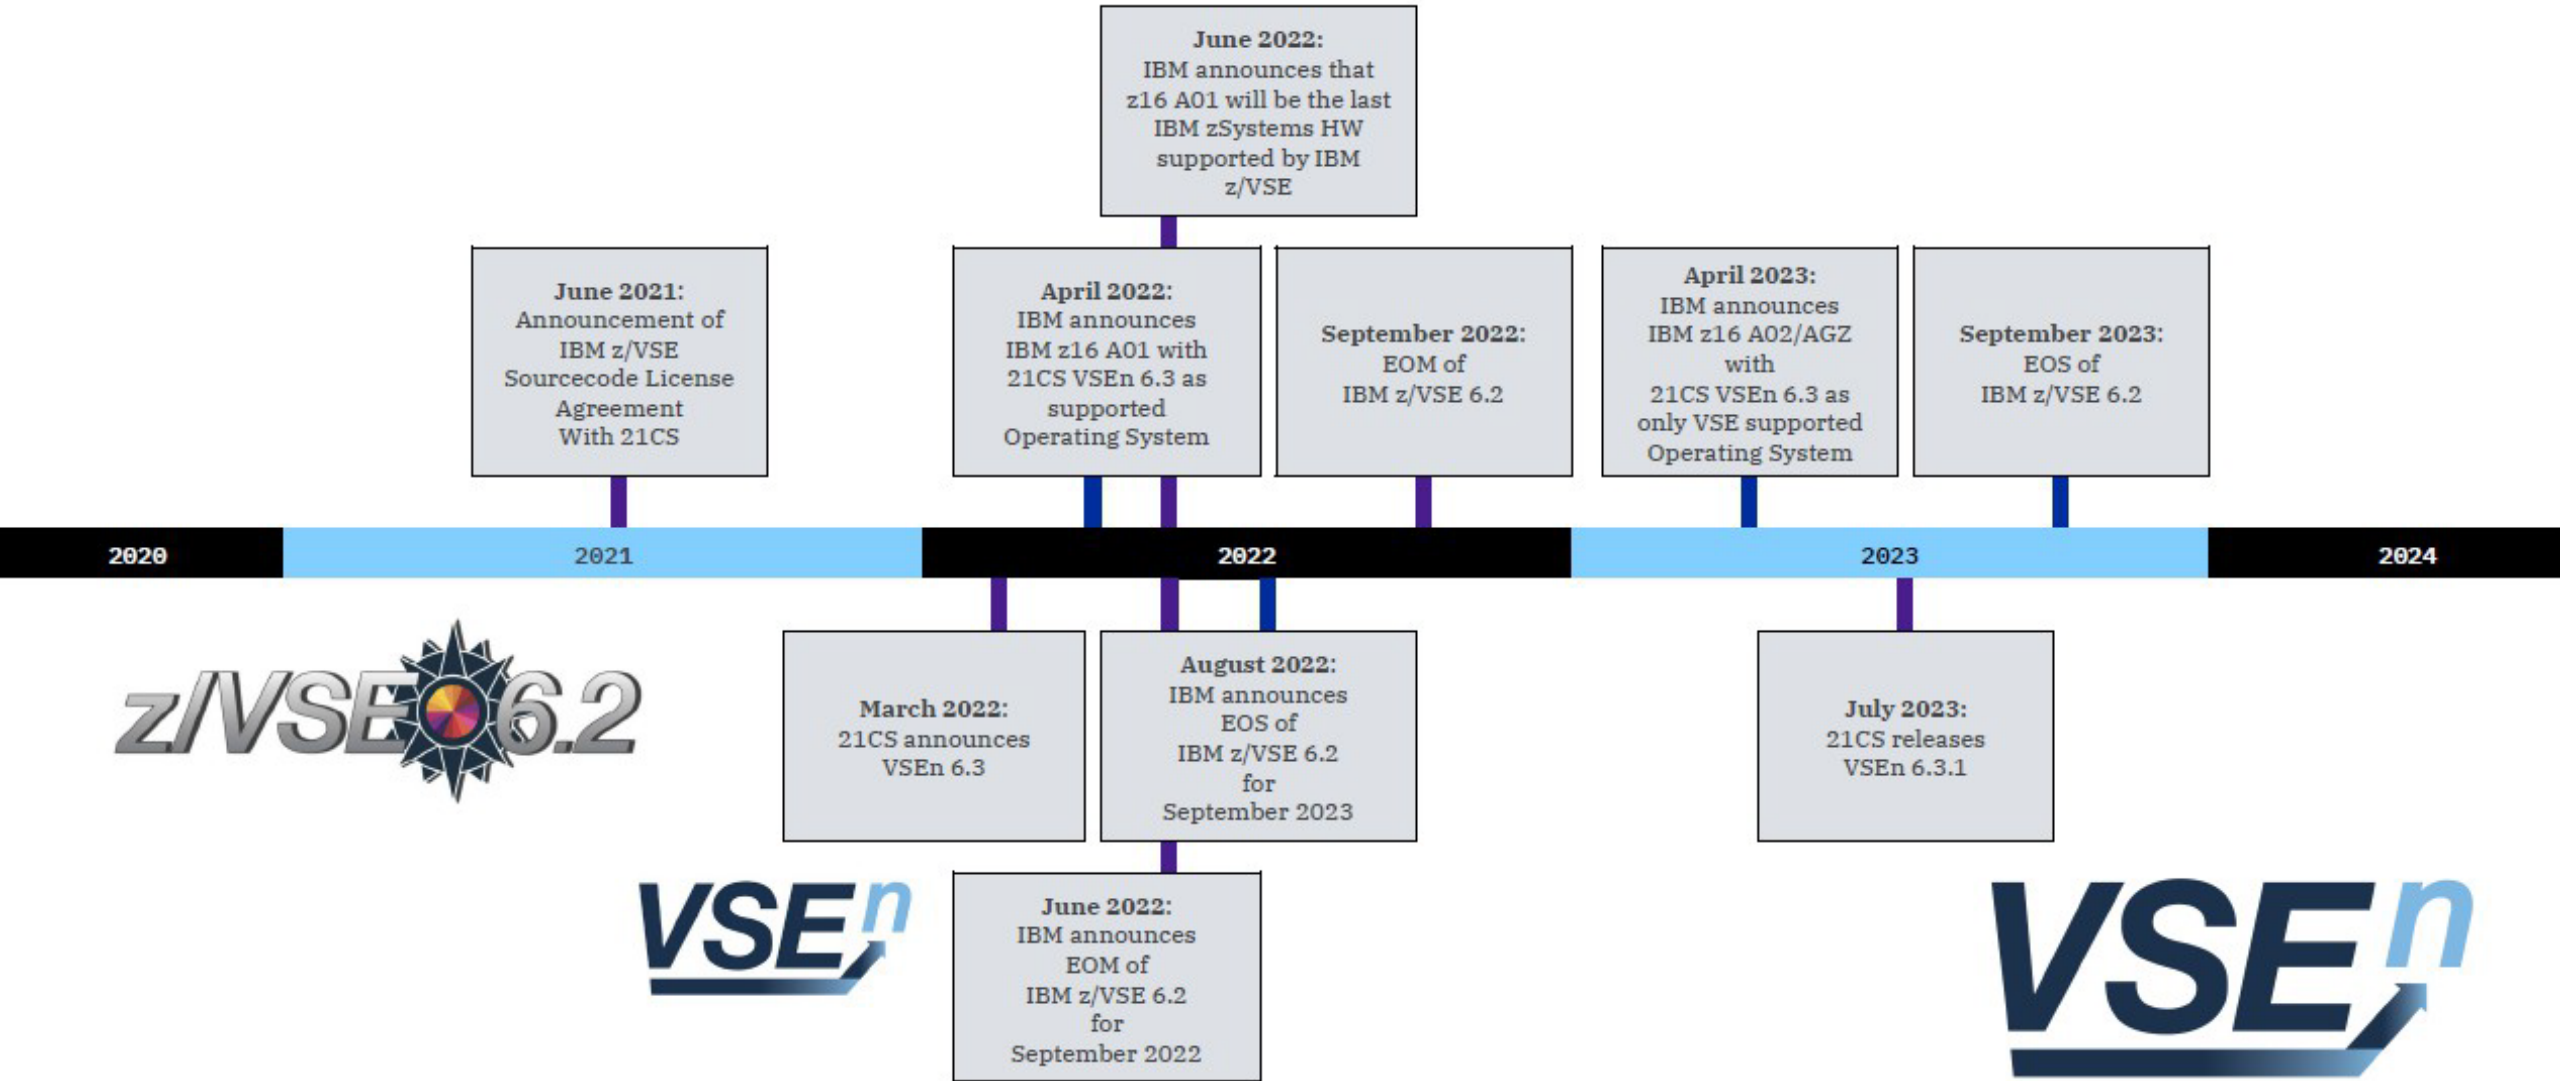 June 2022:
IBM announces that
z16 A01 will be the last
IBM zSystems HW
supported by IBM
z/VSE
June 2021:
Announcement of
IBM z/VSE
Sourcecode License
Agreement
With 21CS
April 2022:
IBM announces
IBM z16 A01 with
21CS VSEn 6.3 as
supported
Operating System
September 2022:
EOM of
IBM z/VSE 6.2
April 2023:
IBM announces
IBM z16 A02/AGZ
with
21CS VSEn 6.3 as
only VSE supported
Operating System
September 2023:
EOS of
IBM z/VSE 6.2
2020
2021
2022
2023
2024
z/VSE 6.2
March 2022:
21CS announces
VSEn 6.3
August 2022:
IBM announces
EOS of
IBM z/VSE 6.2
for
September 2023
July 2023:
21CS releases
VSEn 6.3.1
VSEn
June 2022:
IBM announces
EOM of
IBM z/VSE 6.2
for
September 2022
VSEn